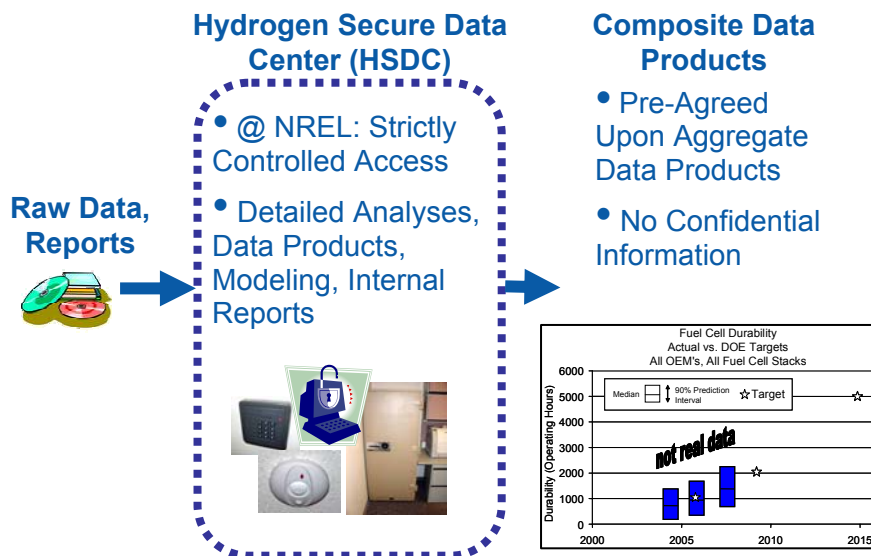 Hydrogen Secure Data
Center (HSDC)
• @ NREL: Strictly
Controlled Access
• Detailed Analyses,
Data Products,
Modeling, Internal
Reports
Raw Data,
Reports
Composite Data
Products
• Pre-Agreed
Upon Aggregate
Data Products
• No Confidential
Information
Fuel Cell Durability
Actual vs. DOE Targets
All OEM's, All Fuel Cell Stacks
Durability (Operating Hours)
6000
5000
4000
3000
2000
1000
0
Median
90% Prediction
Interval
Target
not real data
2000 2005 2010 2015